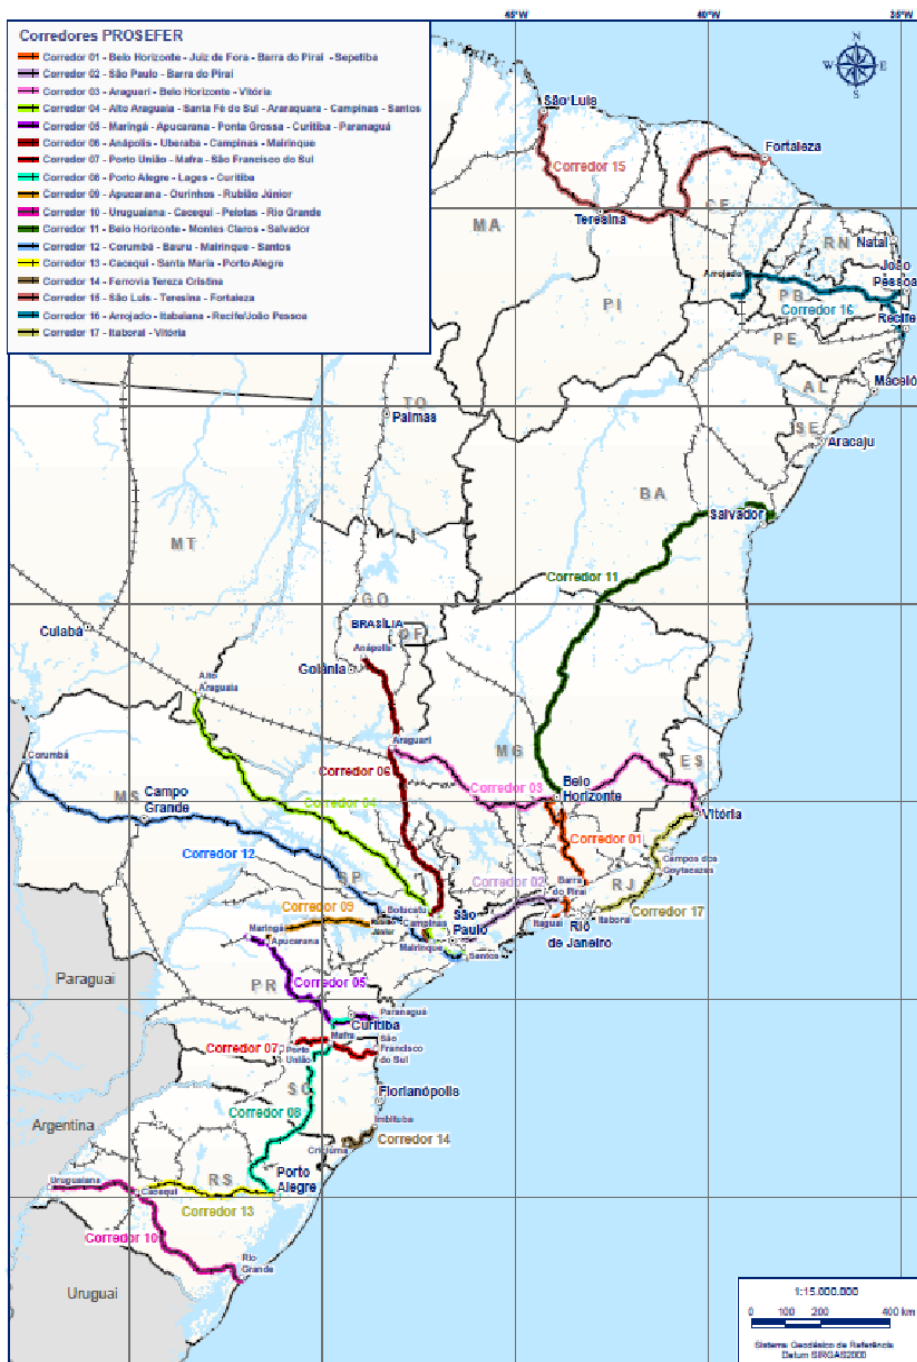 45°W 40°W 35°W
Corredores PROSEFER
Corredor 01 - Belo Horizonte - Juiz de Fora - Barra do Piraí - Sepetiba
Corredor 02 - São Paulo - Barra do Piraí
Corredor 03 - Araguari - Belo Horizonte - Vitória
Corredor 04 - Alto Araguaia - Santa Fé do Sul - Araraquara - Campinas - Santos
Corredor 05 - Maringá - Apucarana - Ponta Grossa - Curitiba - Paranaguá
Corredor 06 - Anápolis - Uberaba - Campinas - Mairinque
Corredor 07 - Porto União - Mafra - São Francisco do Sul
Corredor 08 - Porto Alegre - Lages - Curitiba
Corredor 09 - Apucarana - Ourinhos - Rubião Júnior
Corredor 10 - Uruguaiana - Cacequi - Pelotas - Rio Grande
Corredor 11 - Belo Horizonte - Montes Claros - Salvador
Corredor 12 - Corumbá - Bauru - Mairinque - Santos
Corredor 13 - Cacequi - Santa Maria - Porto Alegre
Corredor 14 - Ferrovia Tereza Cristina
Corredor 15 - São Luis - Teresina - Fortaleza
Corredor 16 - Arrojado - Itabaiana - Recife/João Pessoa
Corredor 17 - Itaboraí - Vitória
N
W E
S
São Luis
Fortaleza
Corredor 15
CE
Teresina
MA
RN
Natal
João
Pessoa
Arrojado
PB
PI
Corredor 16
Recife
PE
AL
Maceió
TO
Palmas
SE
Aracaju
BA
Salvador
MT
Corredor 11
GO
Cuiabá
BRASÍLIA
DF
Anápolis
Goiânia
Alto
Araguaia
Araguari
MG
ES
Corumbá
Corredor 06
Corredor 03
Belo
Horizonte
MS
Campo
Grande
Corredor 04
Vitória
Corredor 01
Corredor 12
Campos dos
Goytacazes
SP
Corredor 02
Barra
do Piraí
RJ
Corredor 09
Botucatu
São
Paulo
Campinas
Júnior
Itaguaí
Rio
de Janeiro
Itaboraí
Corredor 17
Maringá
Apucarana
Mairinque
Santos
Paraguai
PR
Corredor 05
Paranaguá
Curitiba
Mafra
Corredor 07
Porto
União
São
Francisco
do Sul
SC
Florianópolis
Corredor 08
Argentina
Imbituba
Criciúma
Corredor 14
Uruguaiana
RS
Porto
Alegre
Cacequi
Corredor 13
Corredor 10
Rio
Grande
Uruguai
1:15.000.000
0 100 200 400 km
Sistema Geodésico de Referência
Datum SIRGAS2000